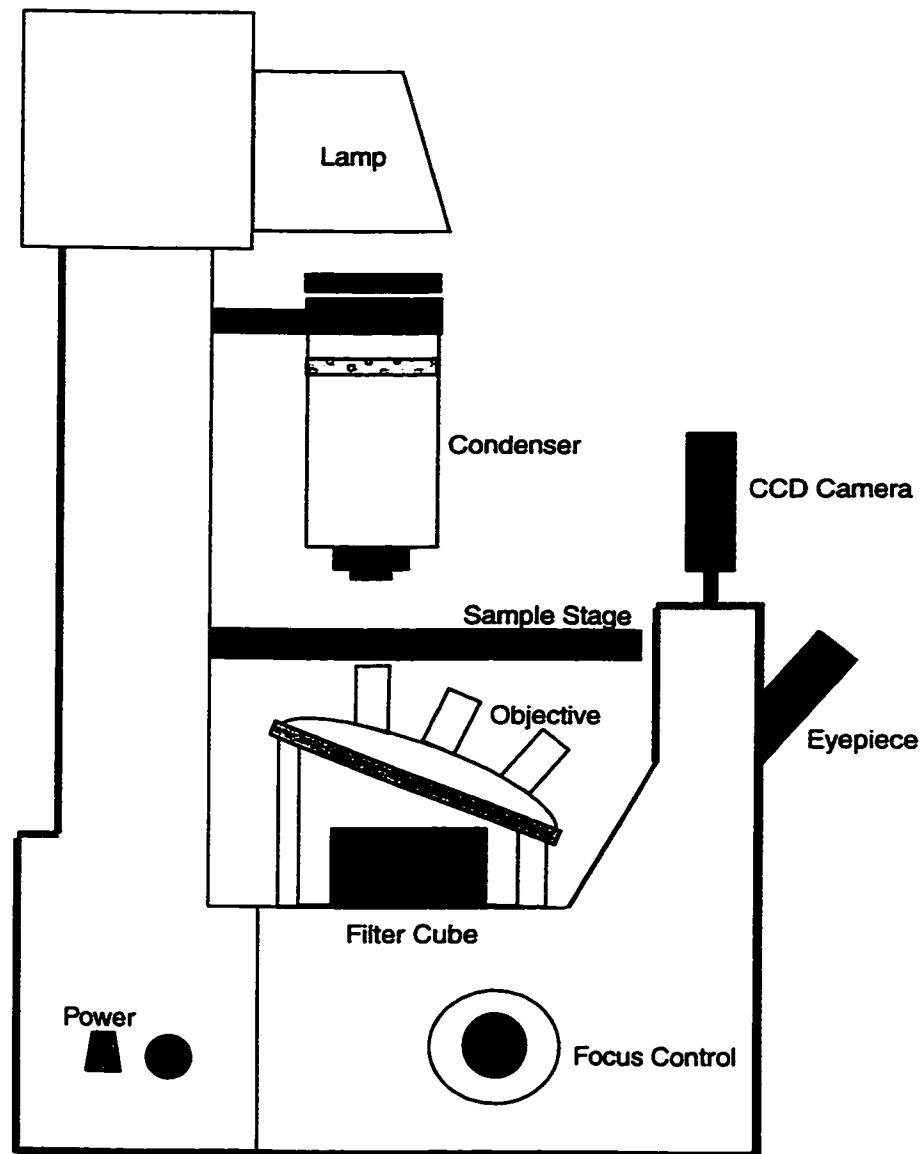 Lamp
Condenser
CCD Camera
Sample Stage
Objective
Eyepiece
Filter Cube
Power
Focus Control